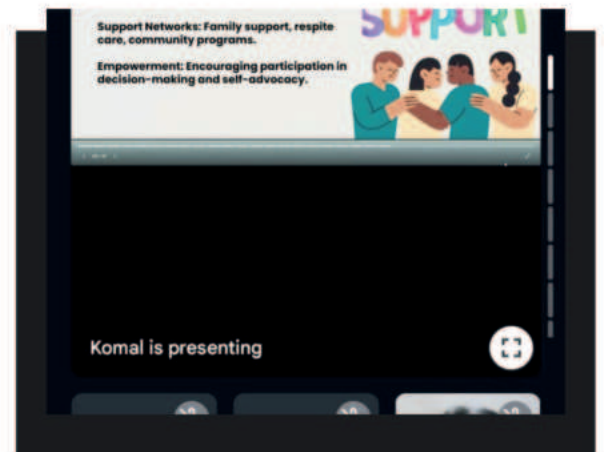 SUPPORT
Support Networks: Family support, respite
care, community programs.
Empowerment: Encouraging participation in
decision-making and self-advocacy.
Komal is presenting